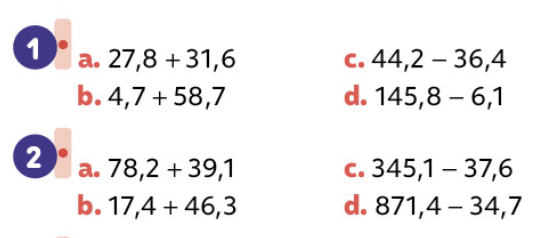 1 a. 27,8 + 31,6 c. 44,2 – 36,4
b. 4,7 + 58,7 d. 145,8 – 6,1
2 a. 78,2 + 39,1 c. 345,1 – 37,6
b. 17,4 + 46,3 d. 871,4 – 34,7